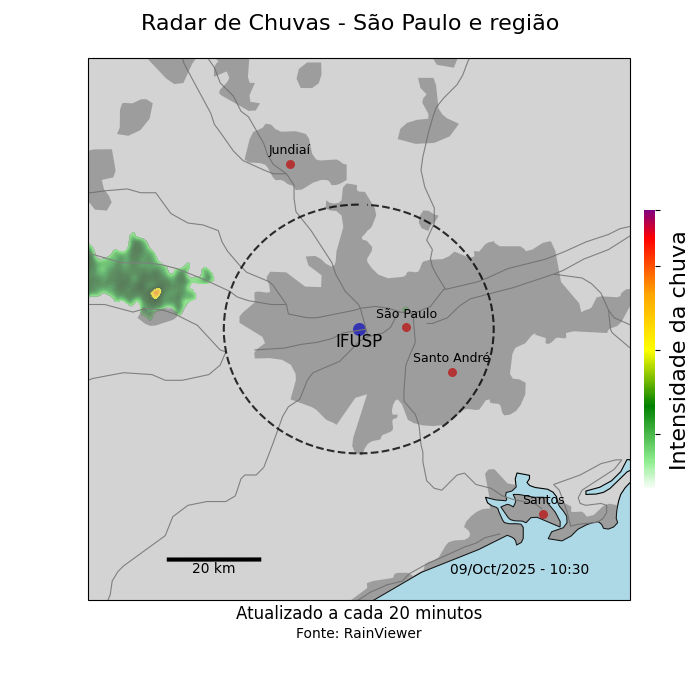 Radar de Chuvas - São Paulo e região
Jundiaí
São Paulo
IFUSP
Santo André
Santos
20 km
09/Oct/2025 - 10:30
Intensidade da chuva
Atualizado a cada 20 minutos
Fonte: RainViewer